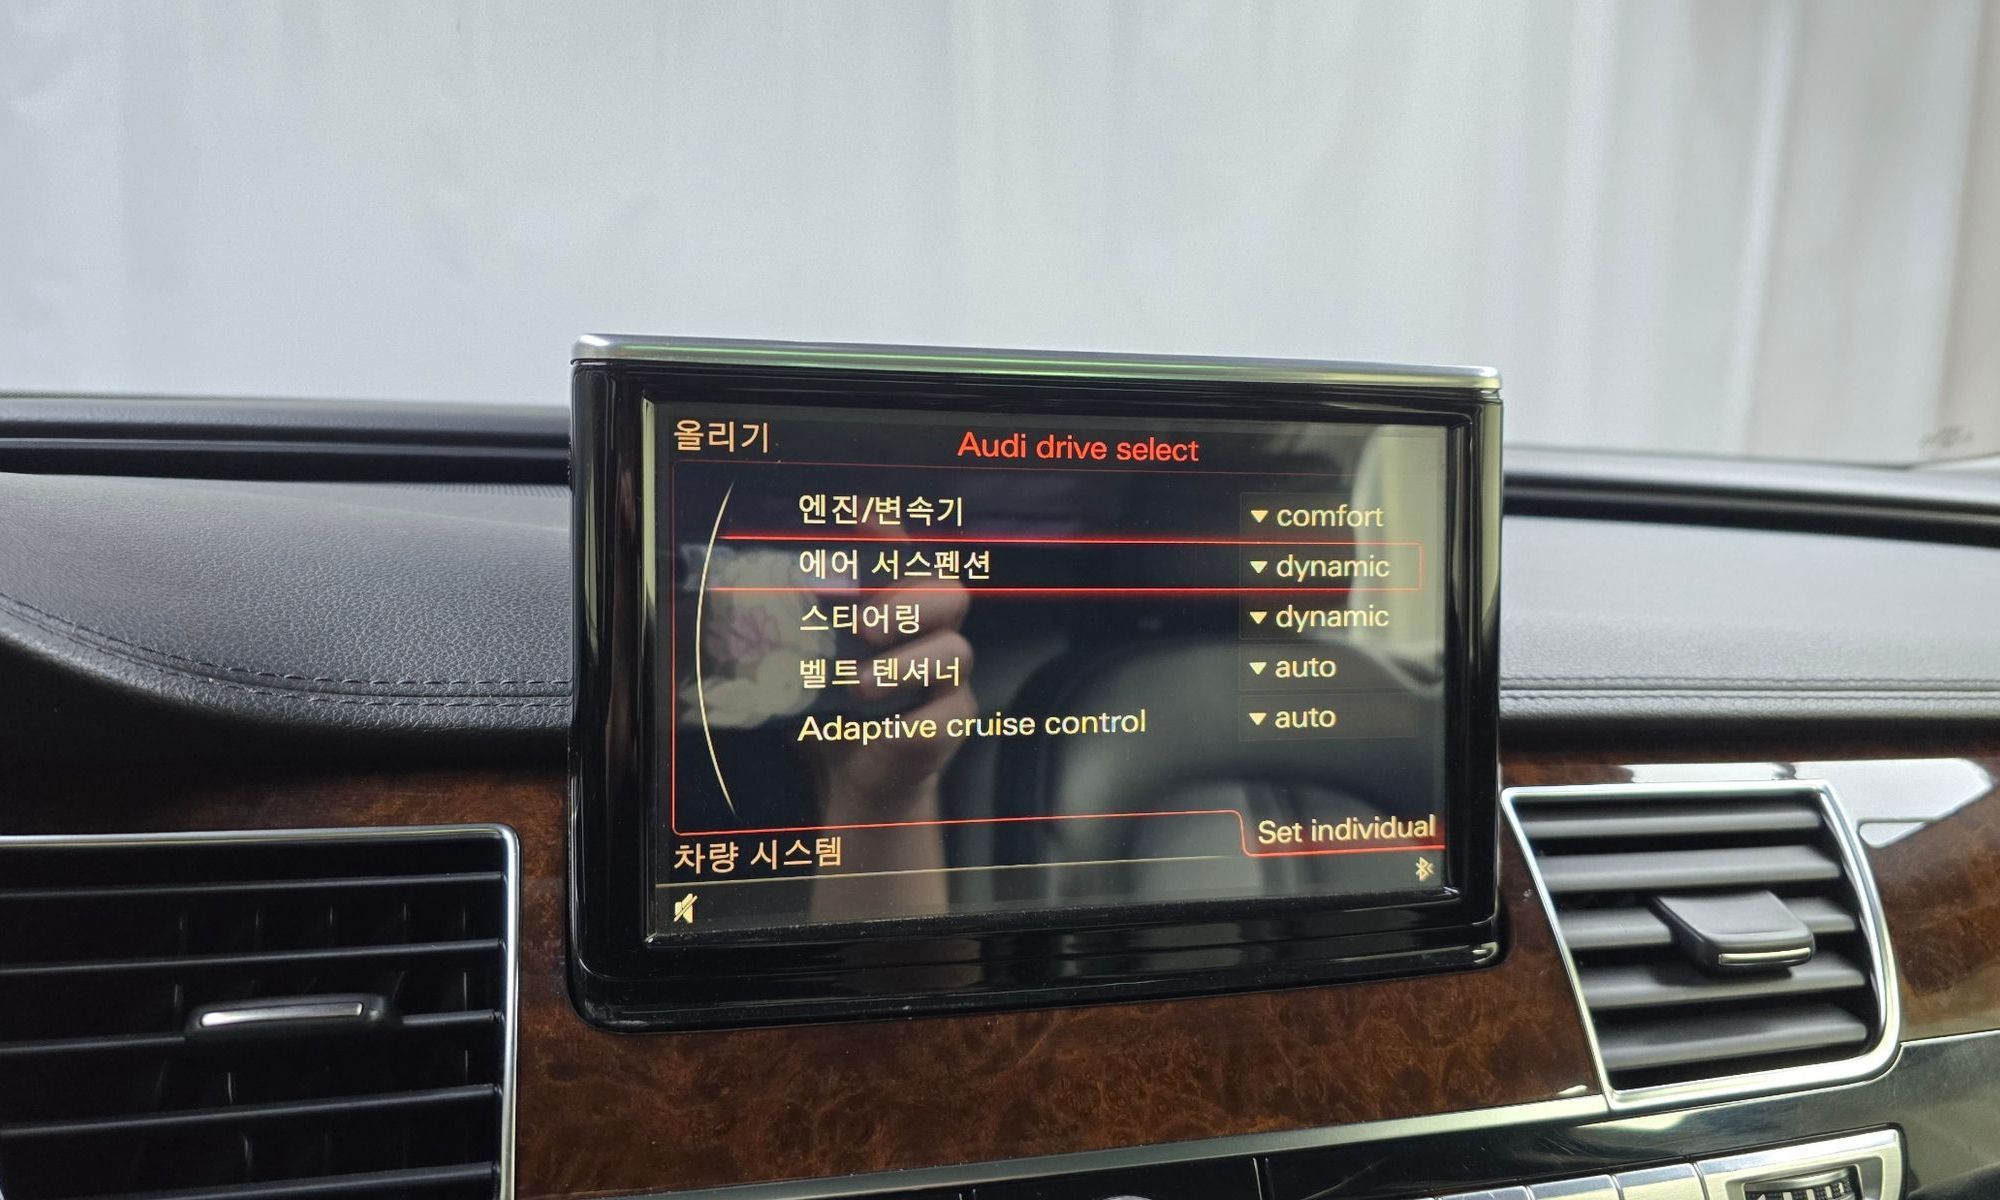 올리기
Audi drive select
엔진/변속기 comfort
에어 서스펜션 dynamic
스티어링 dynamic
벨트 텐셔너 auto
Adaptive cruise control auto
Set individual
차량 시스템